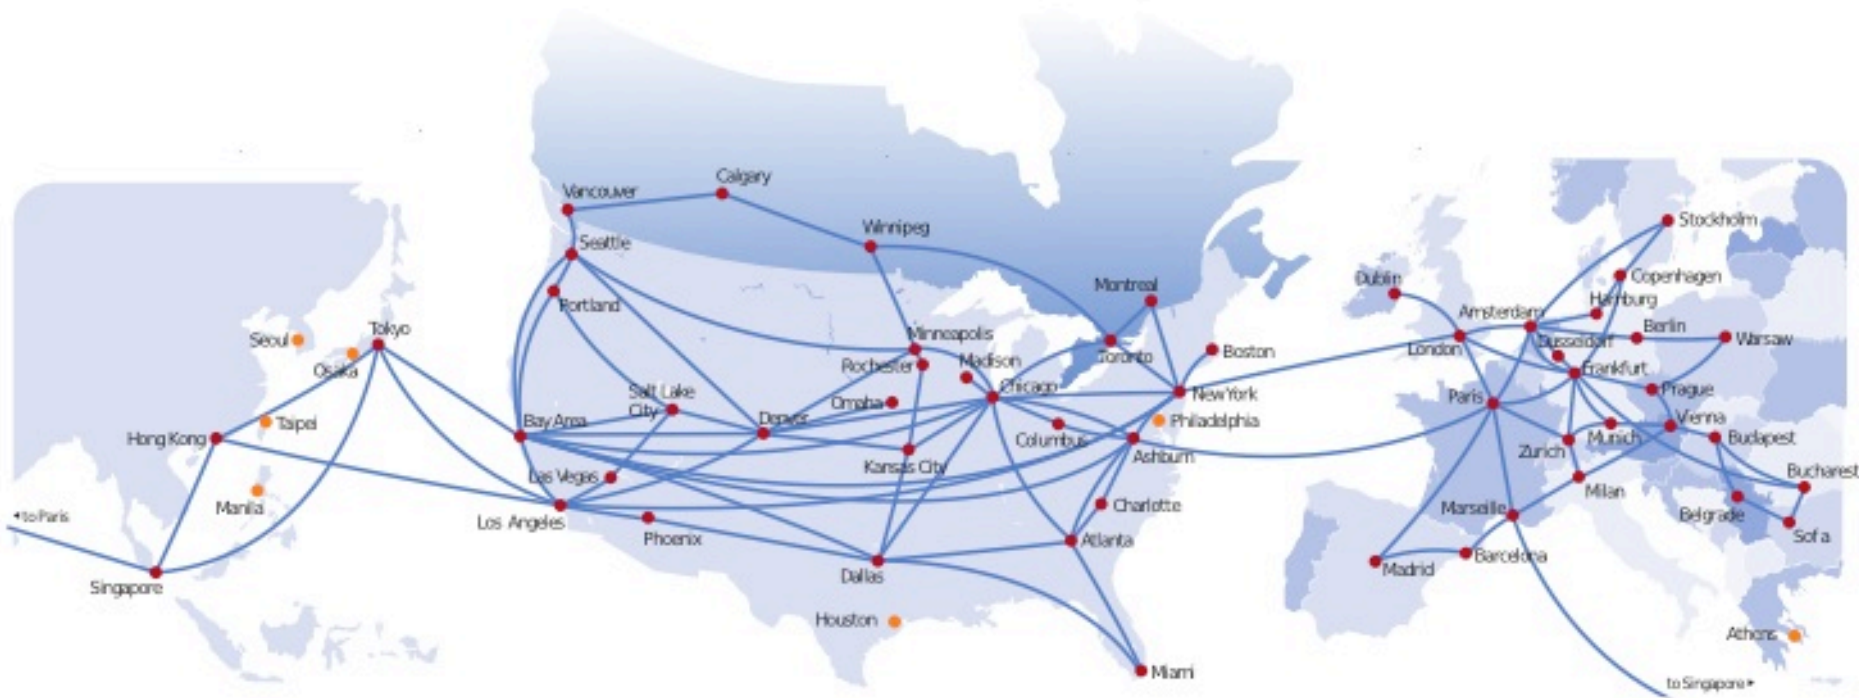 Seoul
Osaka
Tokyo
Taipei
Hong Kong
Manila
◂to Paris
Singapore
Vancouver
Calgary
Winnipeg
Seattle
Portland
Montreal
Minneapolis
Toronto
Rochester
Madison
Boston
Salt Lake
City
Omaha
Chicago
New York
Bay Area
Denver
Columbus
Philadelphia
Las Vegas
Kansas City
Ashburn
Los Angeles
Phoenix
Charlotte
Atlanta
Dallas
Houston
Miami
Stockholm
Dublin
Copenhagen
Hamburg
Amsterdam
Berlin
London
Dusseldorf
Warsaw
Frankfurt
Paris
Prague
Vienna
Zurich
Munich
Budapest
Milan
Bucharest
Marseille
Belgrade
Sofia
Madrid
Barcelona
Athens
to Singapore▸